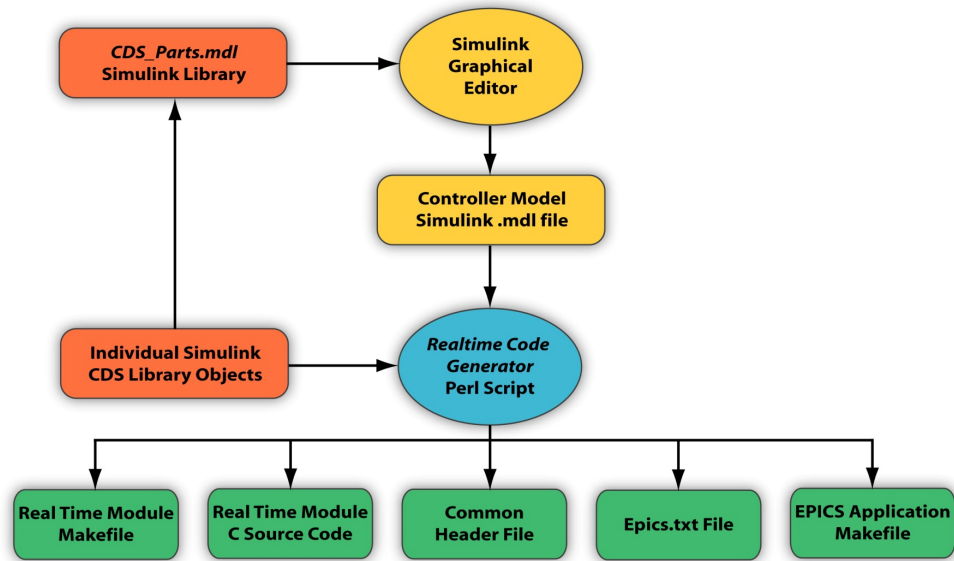 CDS_Parts.mdl
Simulink Library
Simulink
Graphical
Editor
Controller Model
Simulink .mdl file
Individual Simulink
CDS Library Objects
Realtime Code
Generator
Perl Script
Real Time Module
Makefile
Real Time Module
C Source Code
Common
Header File
Epics.txt File
EPICS Application
Makefile